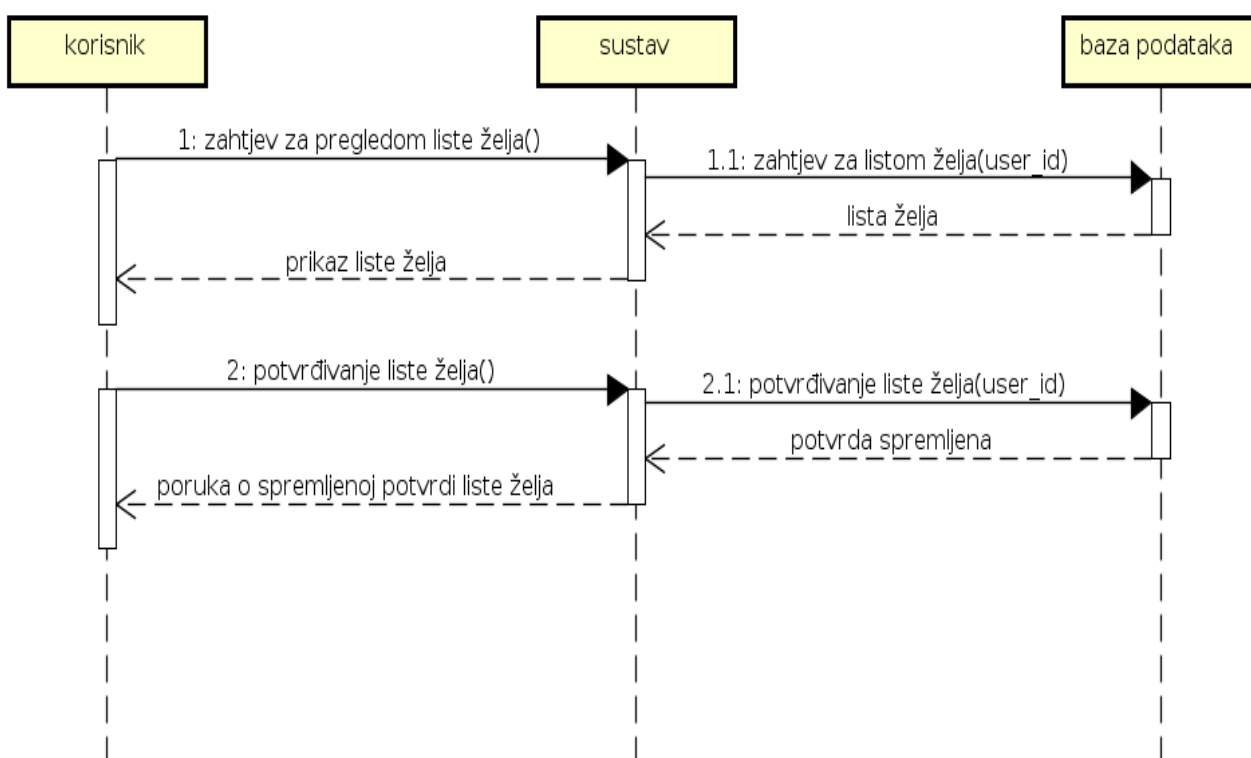 korisnik
sustav
baza podataka
1: zahtjev za pregledom liste želja()
1.1: zahtjev za listom želja(user_id)
lista želja
prikaz liste želja
2: potvrđivanje liste želja()
2.1: potvrđivanje liste želja(user_id)
potvrda spremljena
poruka o spremljenoj potvrdi liste želja